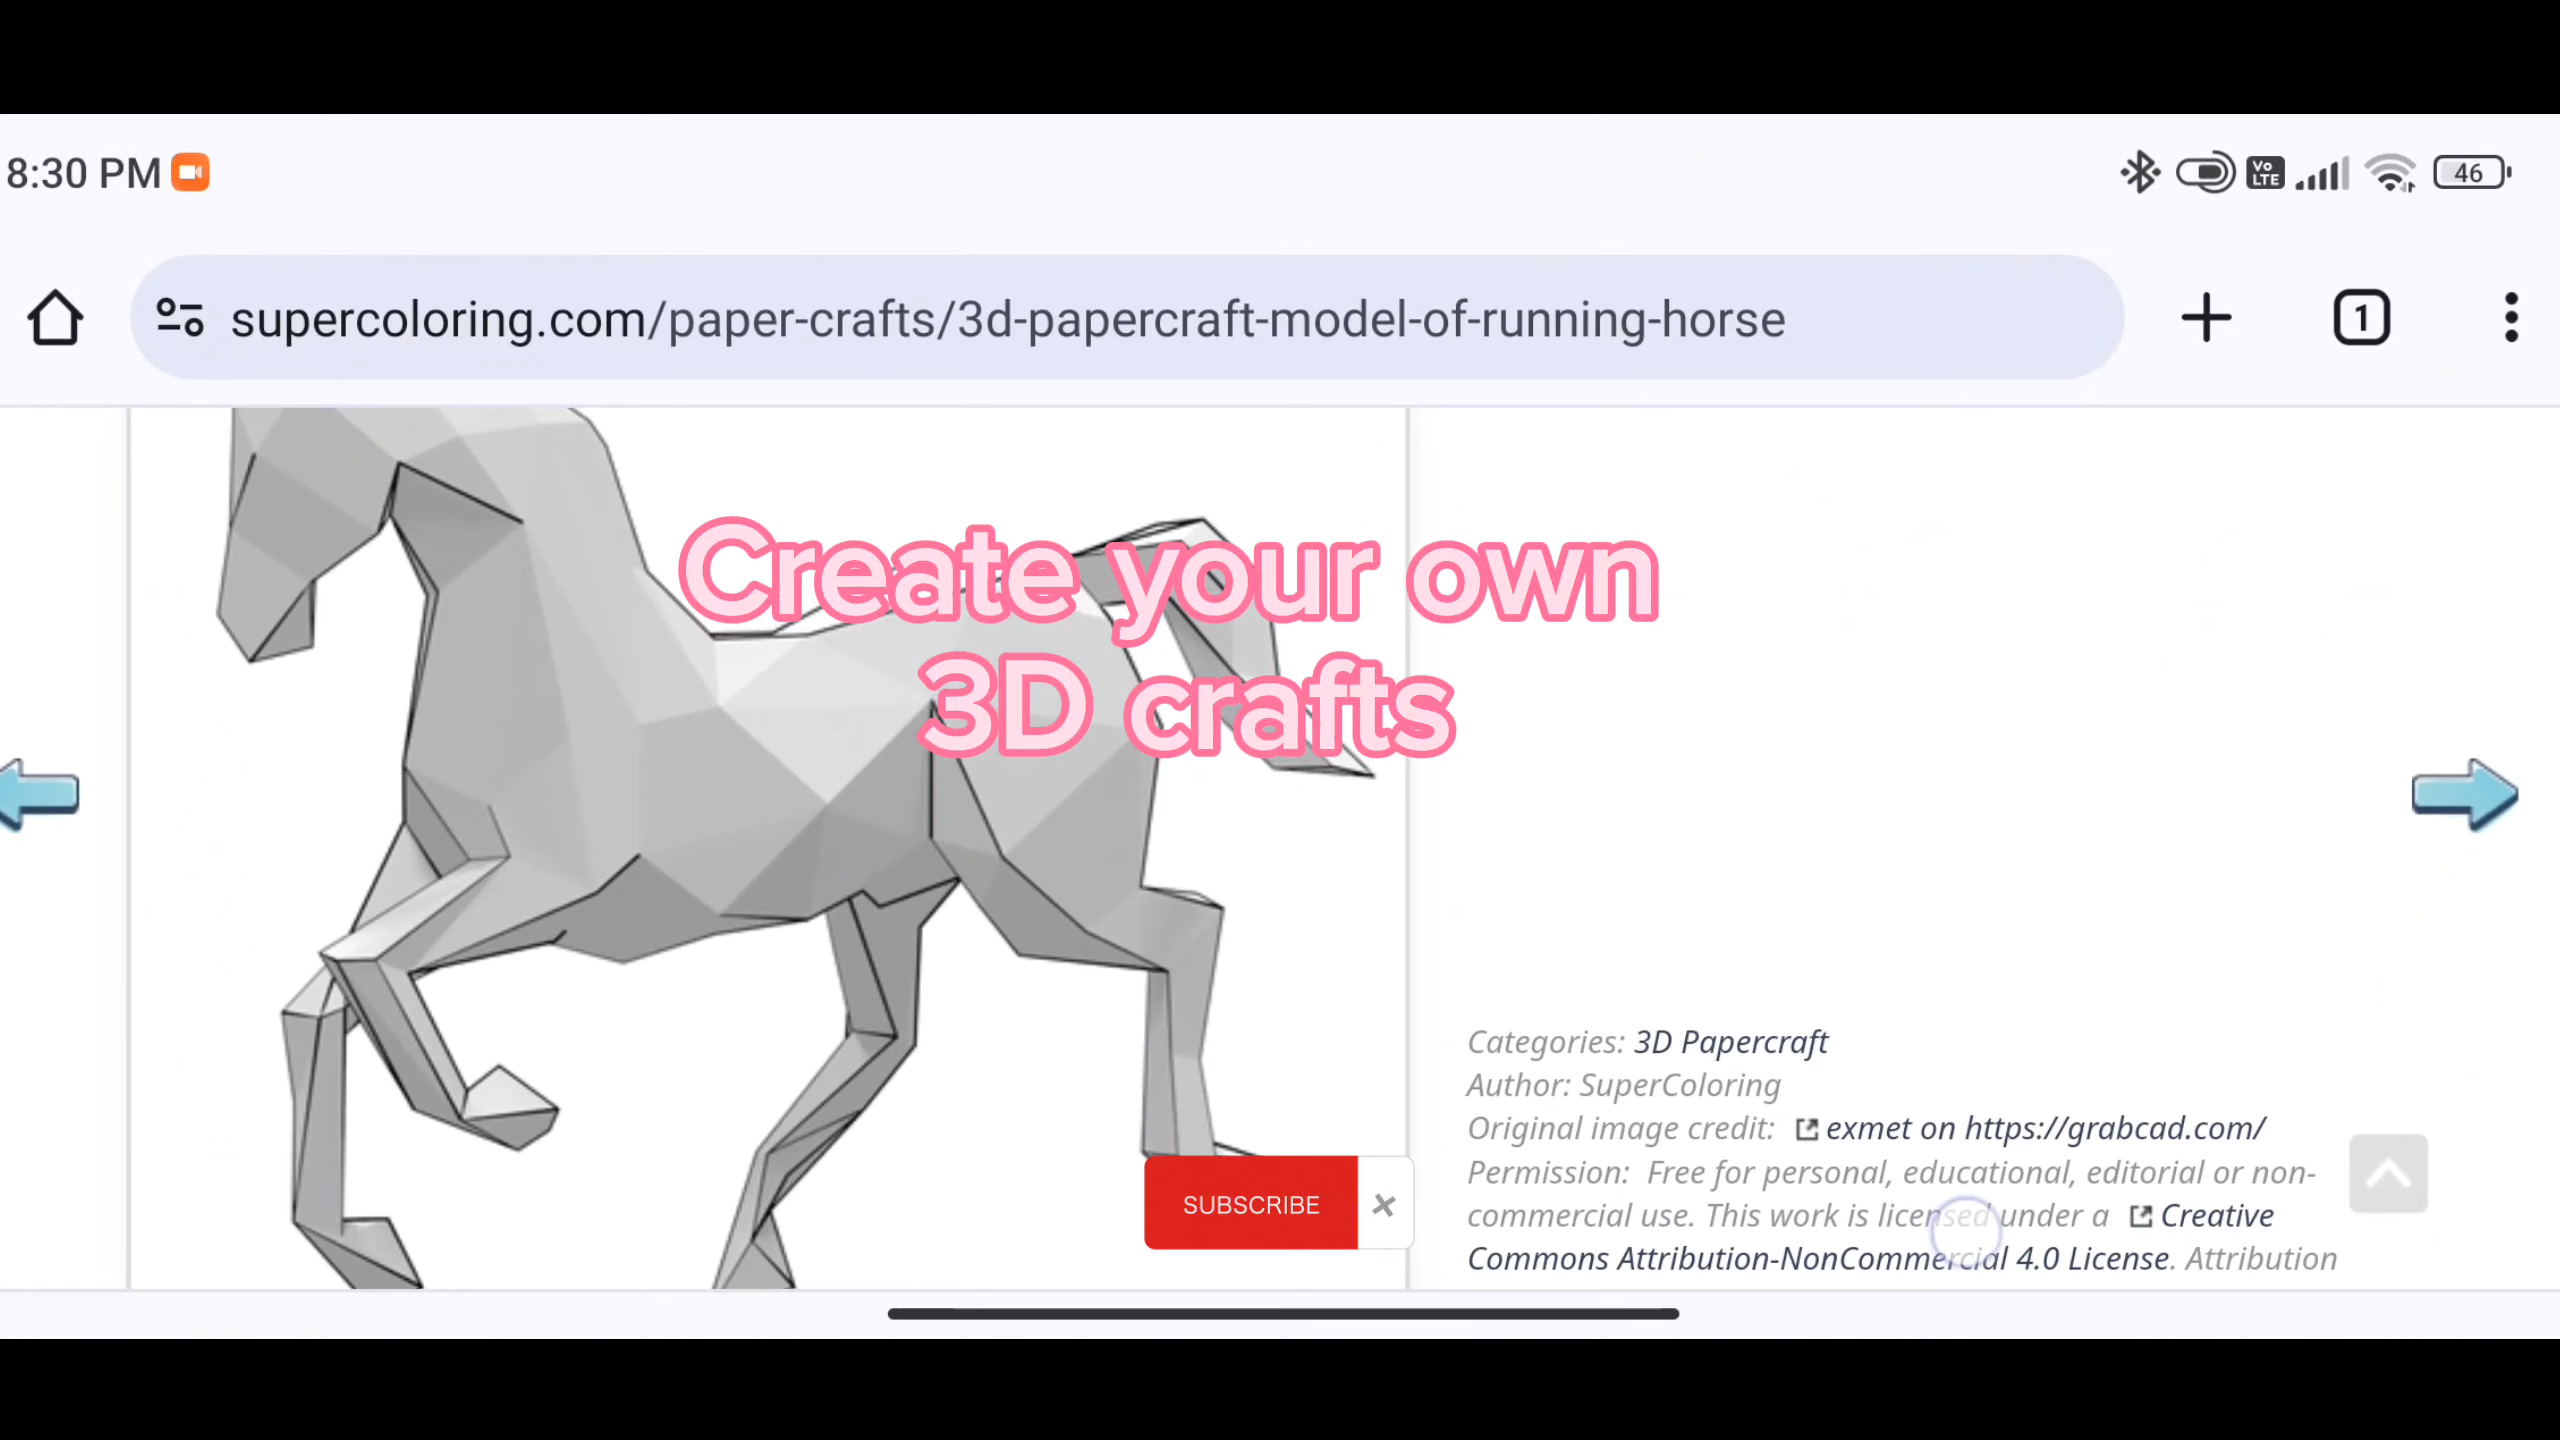 8:30 PM
Vo LTE
46
supercoloring.com/paper-crafts/3d-papercraft-model-of-running-horse
1
Create your own
3D crafts
Categories: 3D Papercraft
Author: SuperColoring
Original image credit: exmet on https://grabcad.com/
Permission: Free for personal, educational, editorial or non-
commercial use. This work is licensed under a Creative
Commons Attribution-NonCommercial 4.0 License. Attribution
SUBSCRIBE